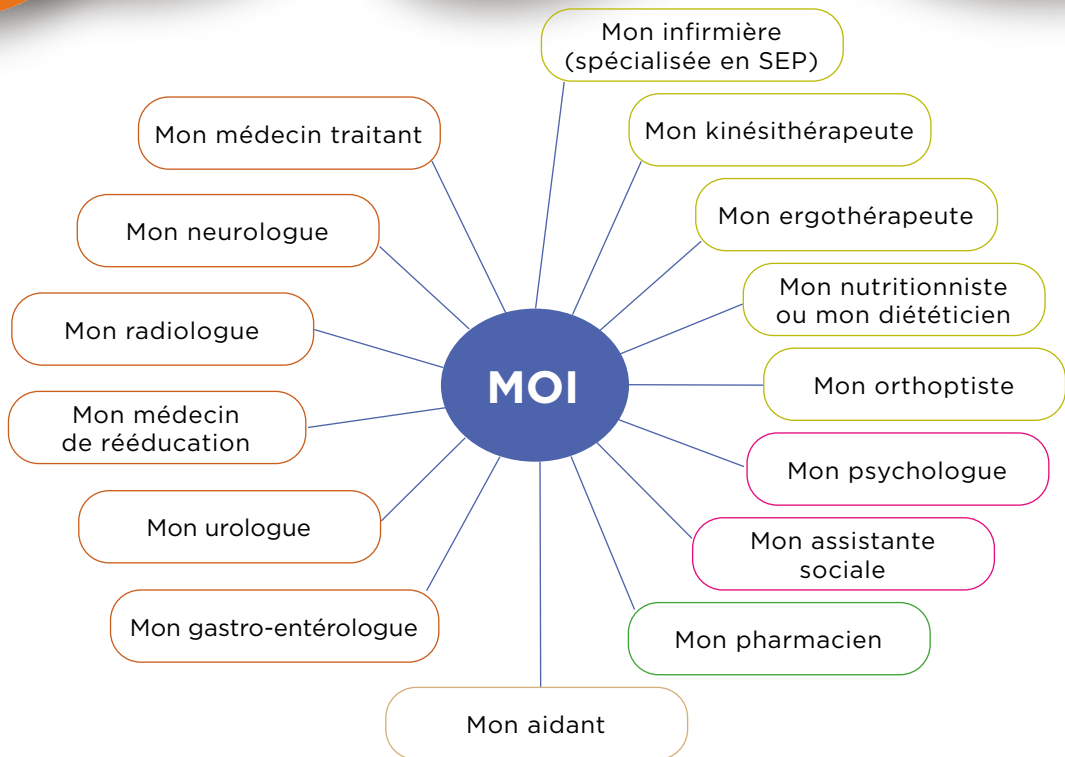 Mon infirmière
(spécialisée en SEP)
Mon médecin traitant
Mon kinésithérapeute
Mon neurologue
Mon ergothérapeute
Mon radiologue
Mon nutritionniste
ou mon diététicien
MOI
Mon orthoptiste
Mon médecin
de rééducation
Mon psychologue
Mon urologue
Mon assistante
sociale
Mon gastro-entérologue
Mon pharmacien
Mon aidant